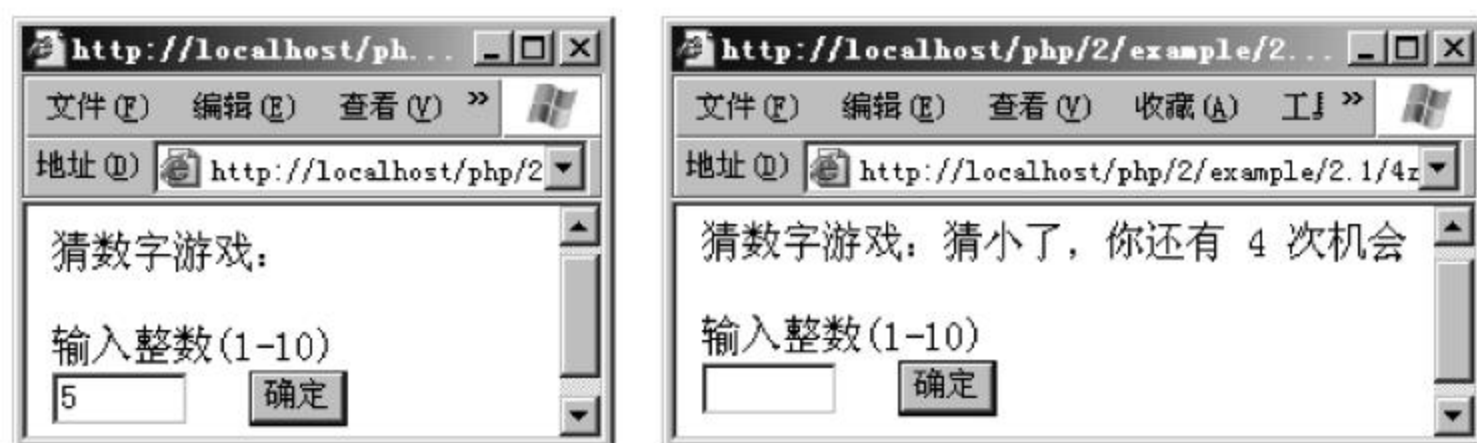 http://localhost/ph...
文件(F) 编辑(E) 查看(V) »
地址(D) http://localhost/php/2
猜数字游戏：
输入整数(1-10)
5 确定
http://localhost/php/2/example/2...
文件(F) 编辑(E) 查看(V) 收藏(A) »
地址(D) http://localhost/php/2/example/2.1/4z
猜数字游戏：猜小了，你还有 4 次机会
输入整数(1-10)
确定